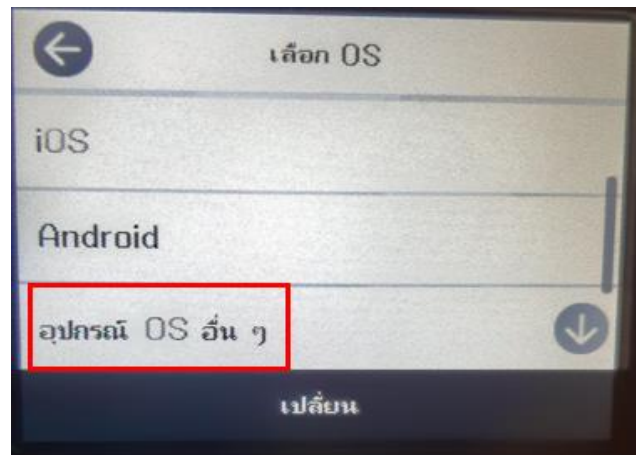 เลือก OS
iOS
Android
อุปกรณ์ OS อื่น ๆ
เปลี่ยน